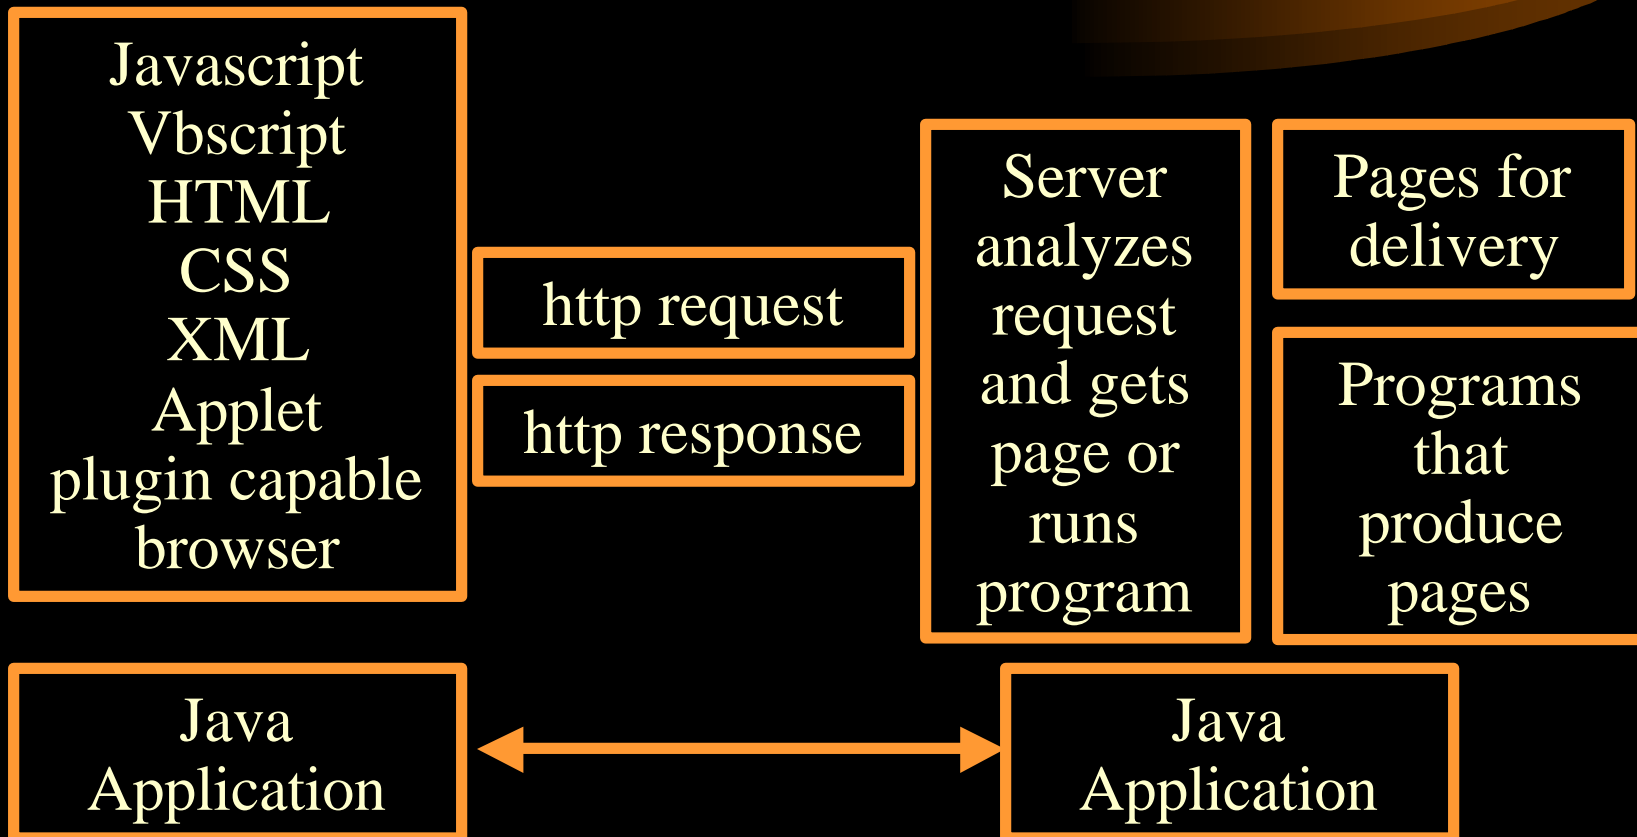 Javascript
Vbscript
HTML
CSS
XML
Applet
plugin capable
browser
http request
http response
Server
analyzes
request
and gets
page or
runs
program
Pages for
delivery
Programs
that
produce
pages
Java
Application
Java
Application